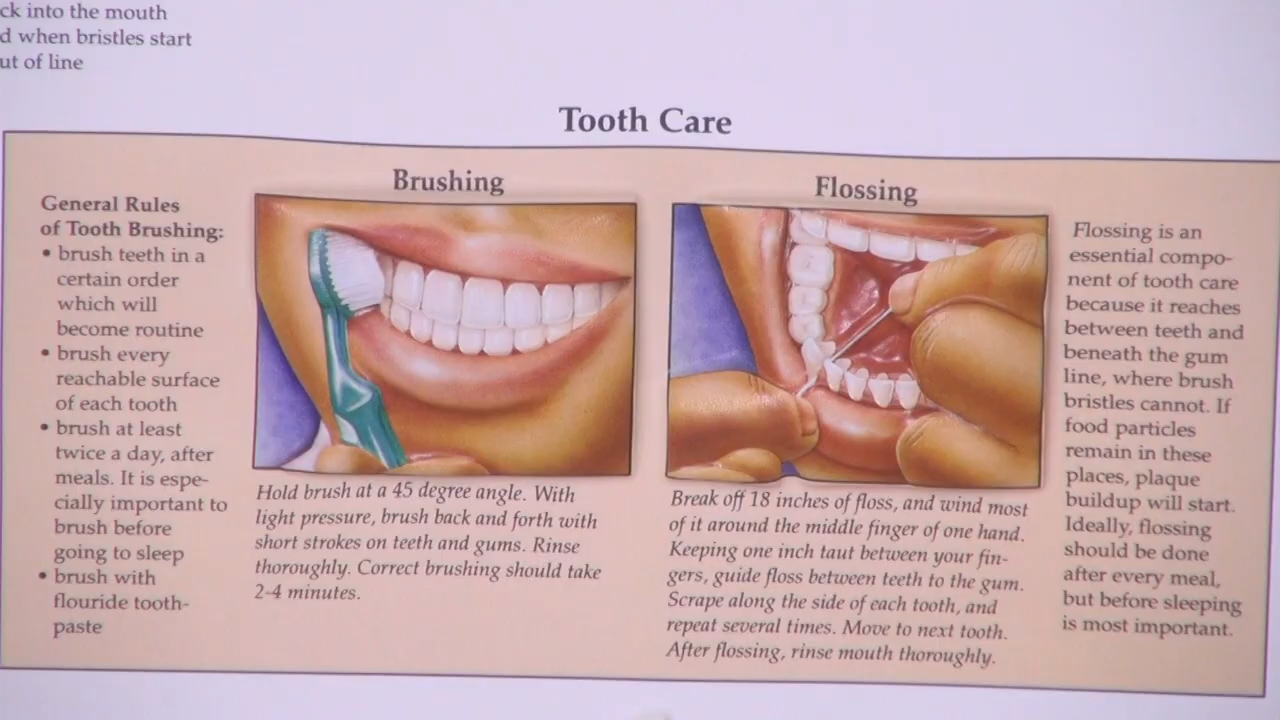 ck into the mouth
d when bristles start
ut of line
Tooth Care
General Rules
of Tooth Brushing:
• brush teeth in a
certain order
which will
become routine
• brush every
reachable surface
of each tooth
• brush at least
twice a day, after
meals. It is espe-
cially important to
brush before
going to sleep
• brush with
flouride tooth-
paste
Brushing
Hold brush at a 45 degree angle. With
light pressure, brush back and forth with
short strokes on teeth and gums. Rinse
thoroughly. Correct brushing should take
2-4 minutes.
Flossing
Break off 18 inches of floss, and wind most
of it around the middle finger of one hand.
Keeping one inch taut between your fin-
gers, guide floss between teeth to the gum.
Scrape along the side of each tooth, and
repeat several times. Move to next tooth.
After flossing, rinse mouth thoroughly.
Flossing is an
essential compo-
nent of tooth care
because it reaches
between teeth and
beneath the gum
line, where brush
bristles cannot. If
food particles
remain in these
places, plaque
buildup will start.
Ideally, flossing
should be done
after every meal,
but before sleeping
is most important.